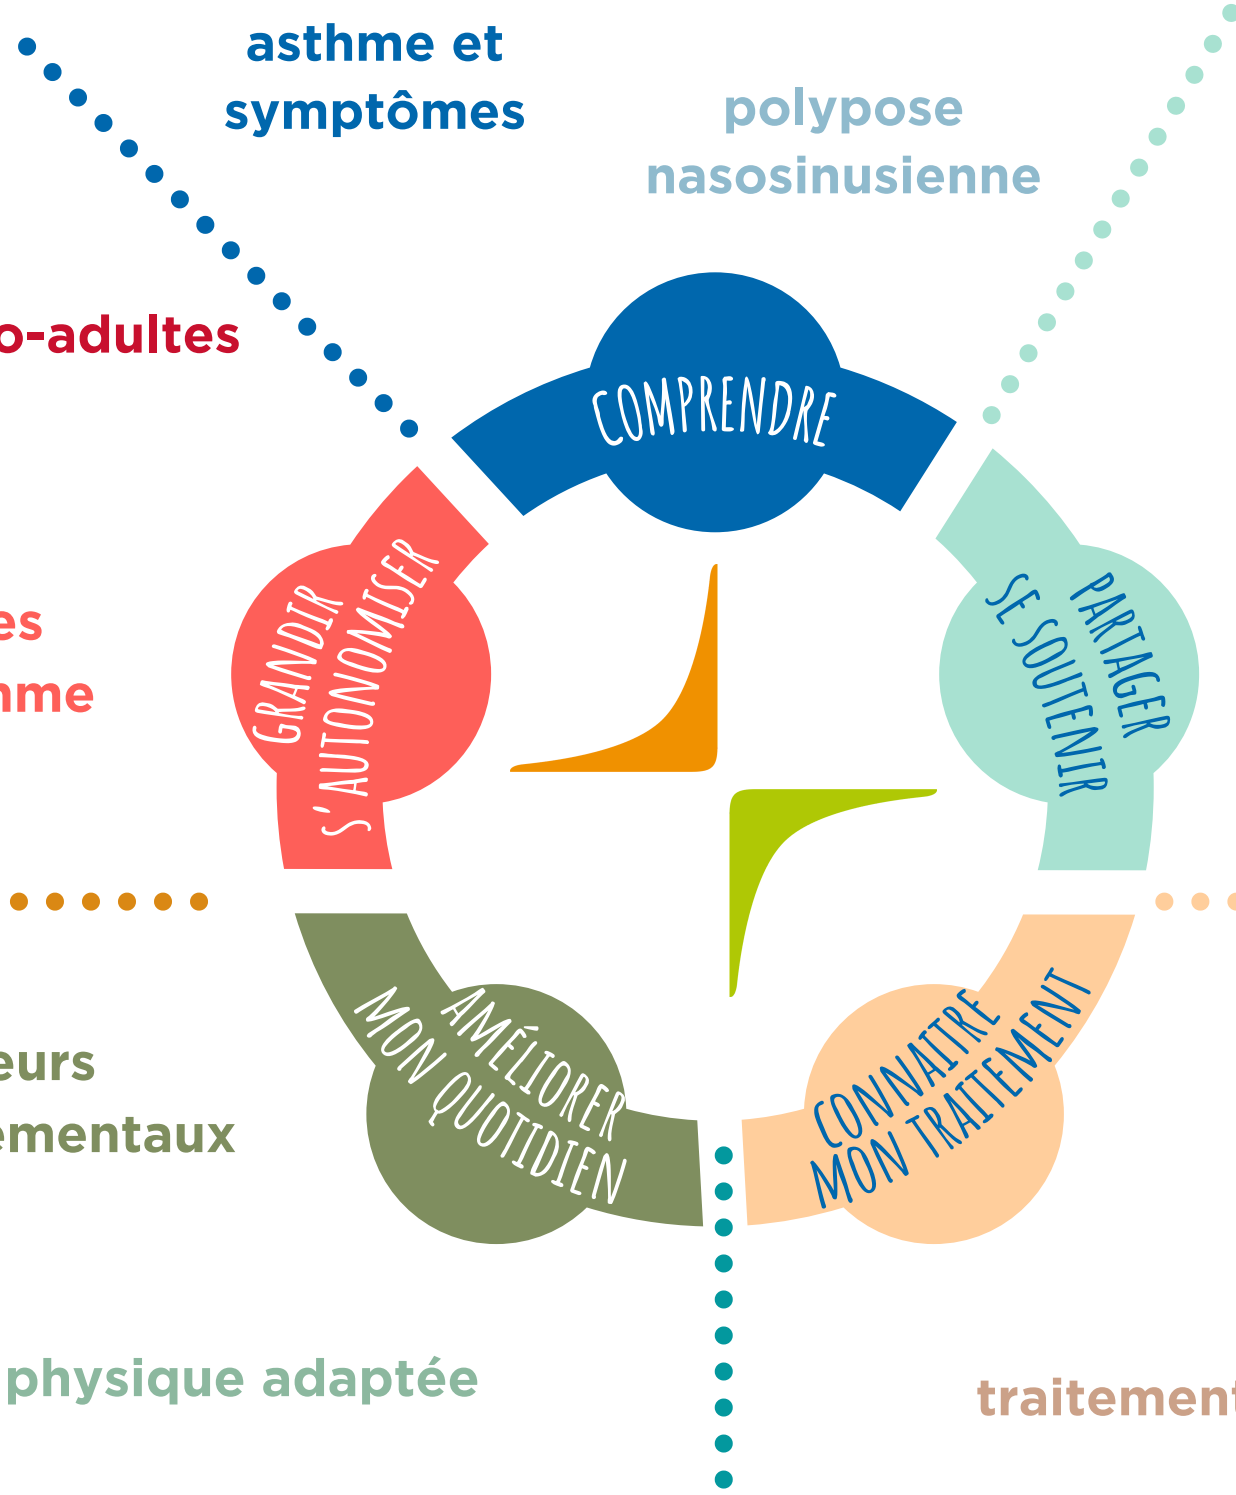 asthme et
symptômes
polypose
nasosinusienne
o-adultes
COMPRENDRE
GRANDIR
S'AUTONOMISER
PARTAGER
SE SOUTENIR
es
mme
AMÉLIORER
MON QUOTIDIEN
CONNAITRE
MON TRAITEMENT
eurs
ementaux
physique adaptée
traitement